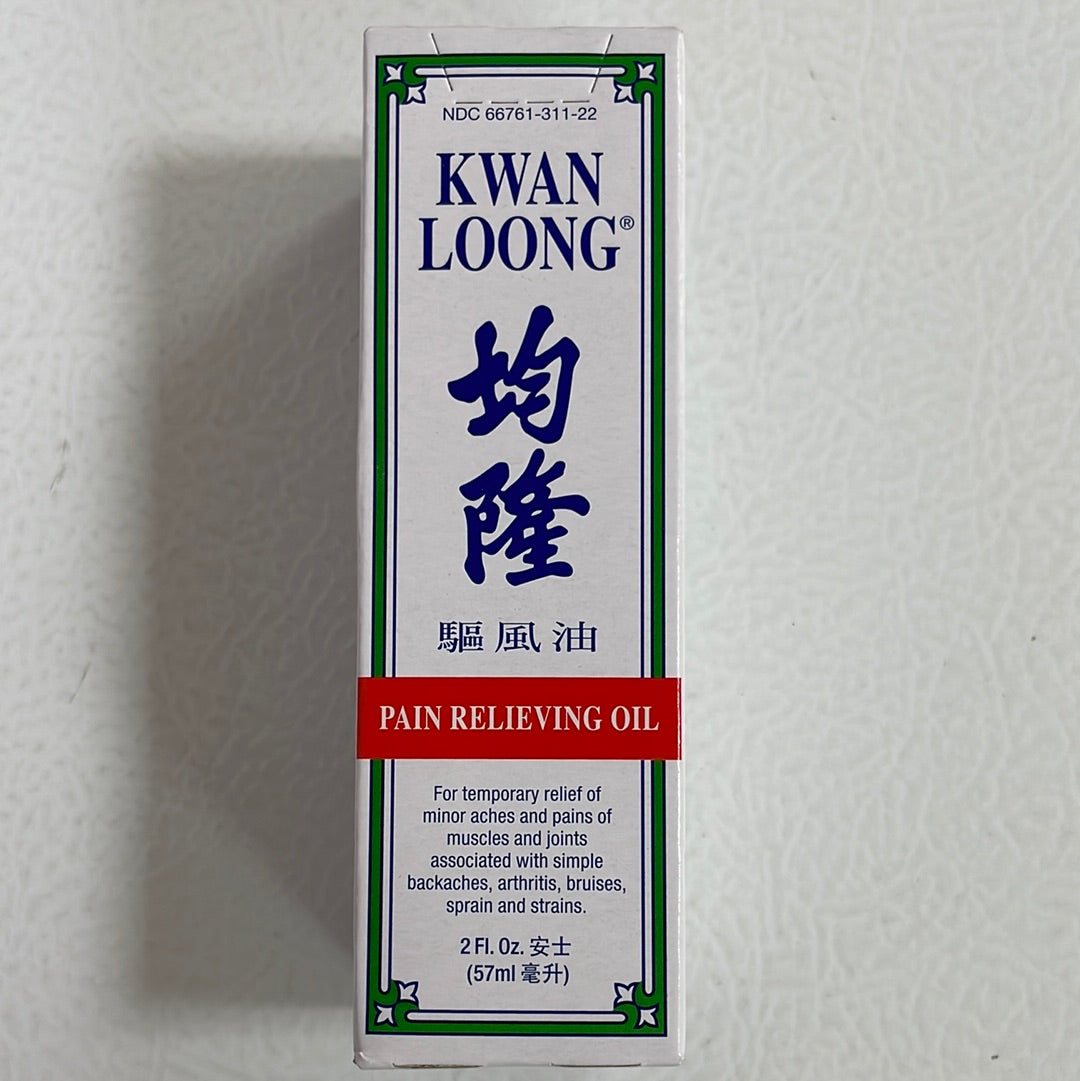 NDC 66761-311-22
KWAN
LOONG®
均
隆
驅風油
PAIN RELIEVING OIL
For temporary relief of
minor aches and pains of
muscles and joints
associated with simple
backaches, arthritis, bruises,
sprain and strains.
2 Fl. Oz. 安士
(57ml 毫升)